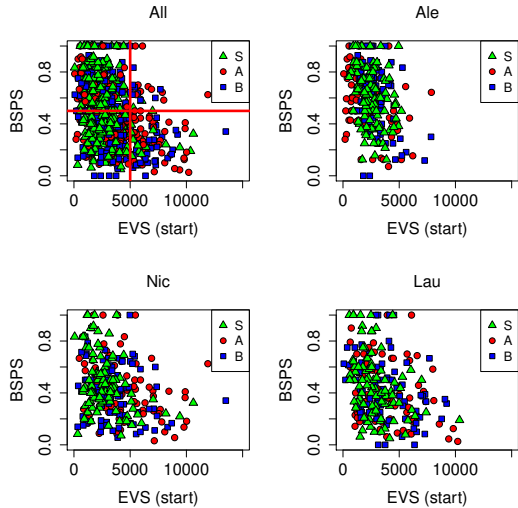 All
BSPS
0.0 0.4 0.8
0 5000 10000
EVS (start)
S
A
B
Ale
BSPS
0.0 0.4 0.8
0 5000 10000
EVS (start)
S
A
B
Nic
BSPS
0.0 0.4 0.8
0 5000 10000
EVS (start)
S
A
B
Lau
BSPS
0.0 0.4 0.8
0 5000 10000
EVS (start)
S
A
B